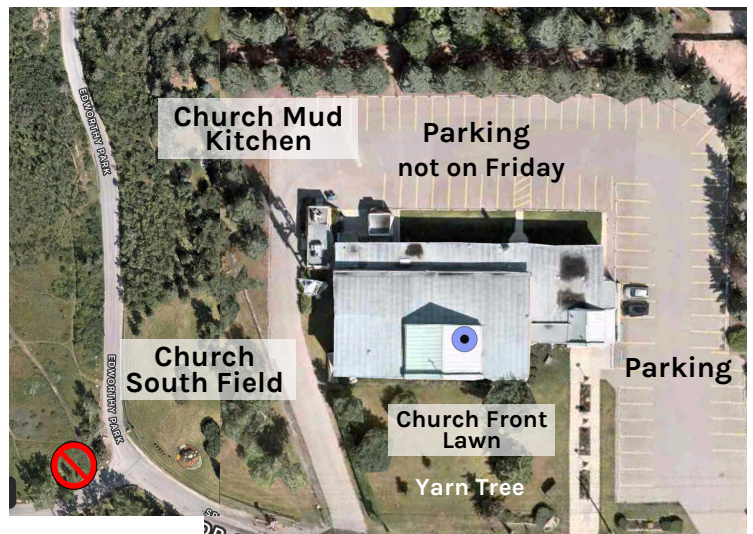 EDWORTHY PARK
Church Mud
Kitchen
Parking
not on Friday
EDWORTHY PARK
Church
South Field
Parking
Church Front
Lawn
Yarn Tree